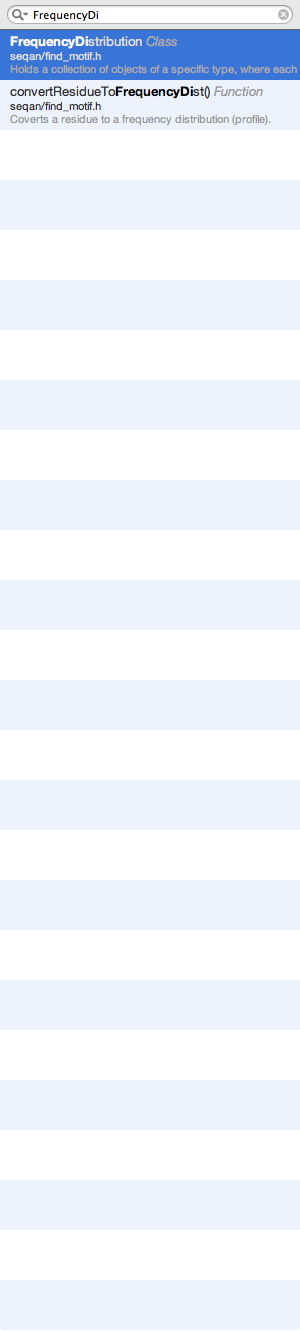 FrequencyDi
FrequencyDistribution Class
seqan/find_motif.h
Holds a collection of objects of a specific type, where each
convertResidueToFrequencyDist() Function
seqan/find_motif.h
Coverts a residue to a frequency distribution (profile).